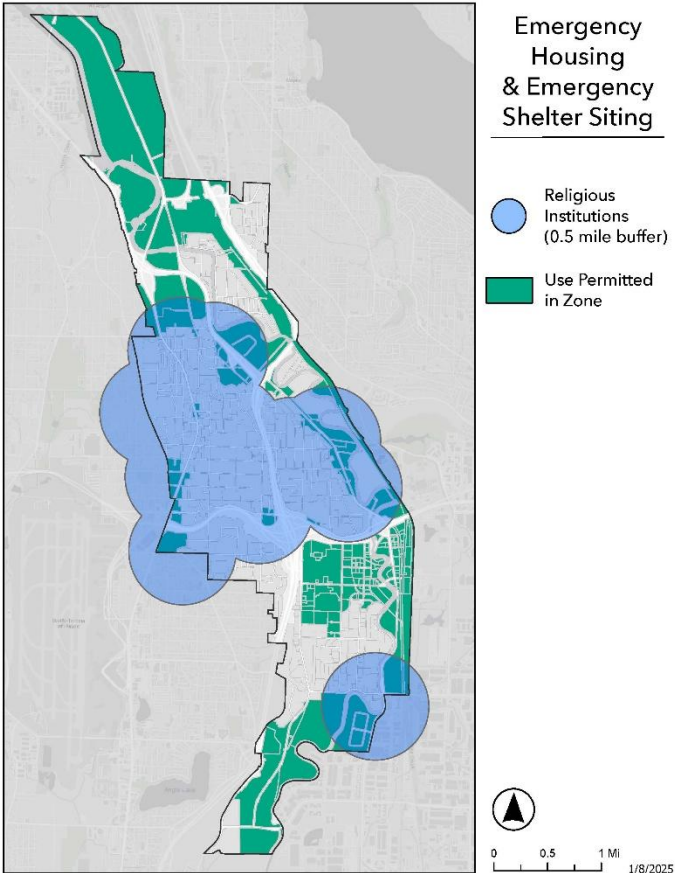 Emergency
Housing
& Emergency
Shelter Siting
Religious
Institutions
(0.5 mile buffer)
Use Permitted
in Zone
0 0.5 1 Mi
1/8/2025